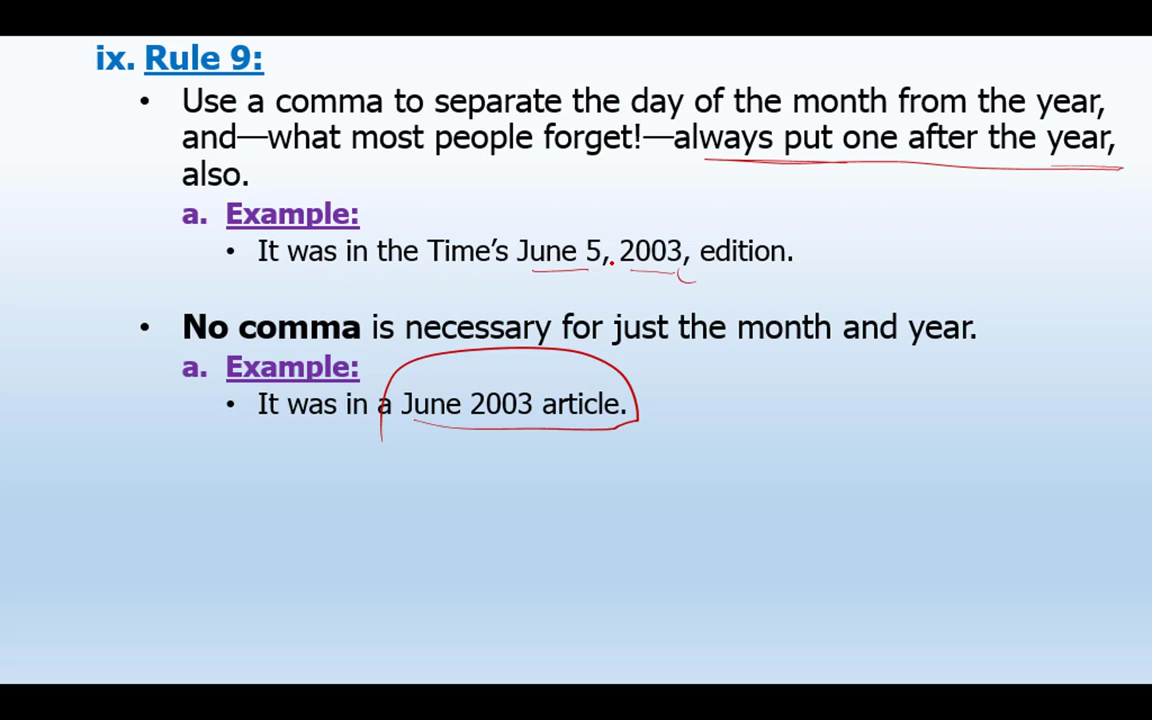 ix. Rule 9:
• Use a comma to separate the day of the month from the year,
and—what most people forget!—always put one after the year,
also.
a. Example:
• It was in the Time’s June 5, 2003, edition.
• No comma is necessary for just the month and year.
a. Example:
• It was in a June 2003 article.